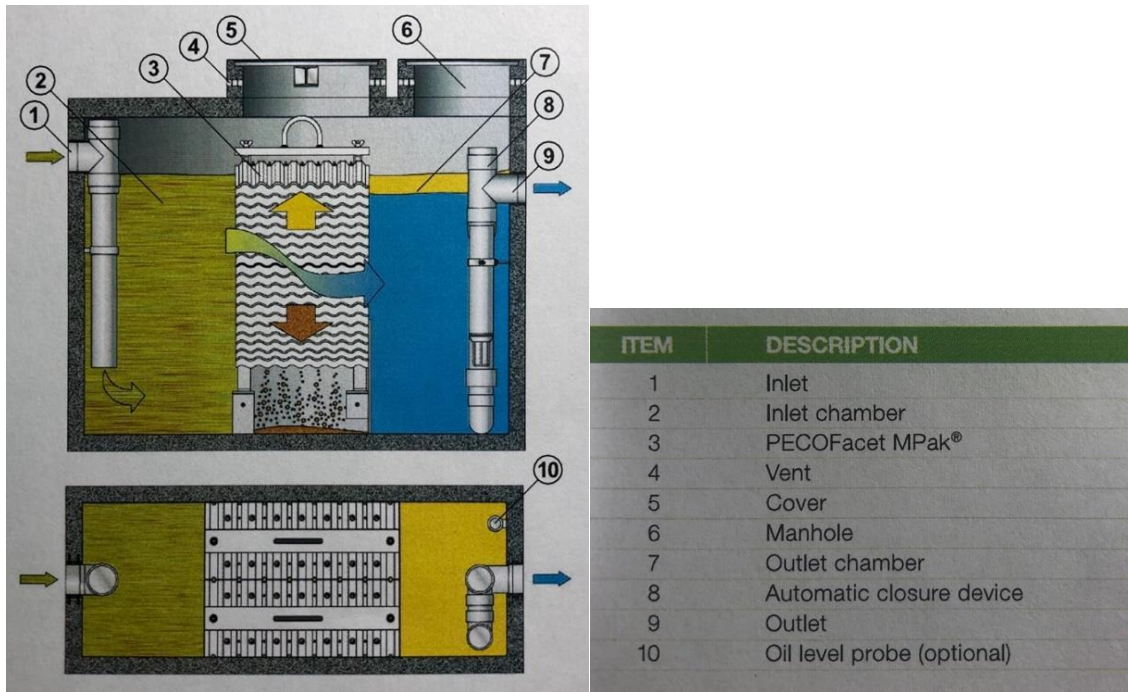 5
6
4
7
3
2
8
1
9
10
ITEM DESCRIPTION
1 Inlet
2 Inlet chamber
3 PECOFacet MPak®
4 Vent
5 Cover
6 Manhole
7 Outlet chamber
8 Automatic closure device
9 Outlet
10 Oil level probe (optional)